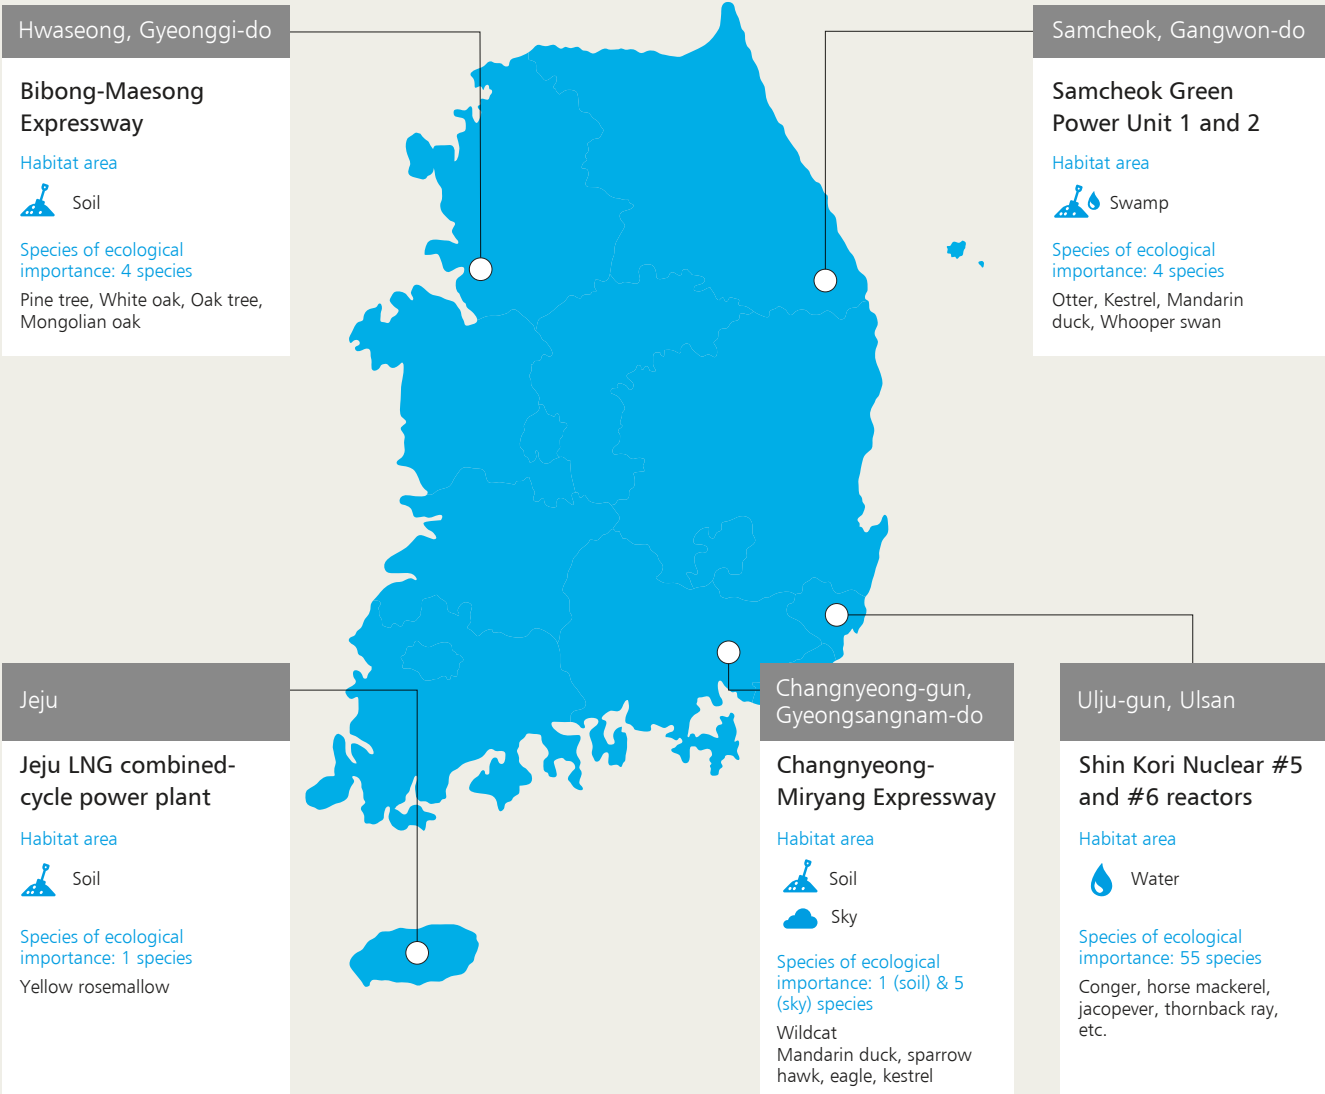 Hwaseong, Gyeonggi-do
Bibong-Maesong
Expressway
Habitat area
Soil
Species of ecological
importance: 4 species
Pine tree, White oak, Oak tree,
Mongolian oak
Samcheok, Gangwon-do
Samcheok Green
Power Unit 1 and 2
Habitat area
Swamp
Species of ecological
importance: 4 species
Otter, Kestrel, Mandarin
duck, Whooper swan
Jeju
Jeju LNG combined-
cycle power plant
Habitat area
Soil
Species of ecological
importance: 1 species
Yellow rosemallow
Changnyeong-gun,
Gyeongsangnam-do
Changnyeong-
Miryang Expressway
Habitat area
Soil
Sky
Species of ecological
importance: 1 (soil) & 5
(sky) species
Wildcat
Mandarin duck, sparrow
hawk, eagle, kestrel
Ulju-gun, Ulsan
Shin Kori Nuclear #5
and #6 reactors
Habitat area
Water
Species of ecological
importance: 55 species
Conger, horse mackerel,
jacopever, thornback ray,
etc.